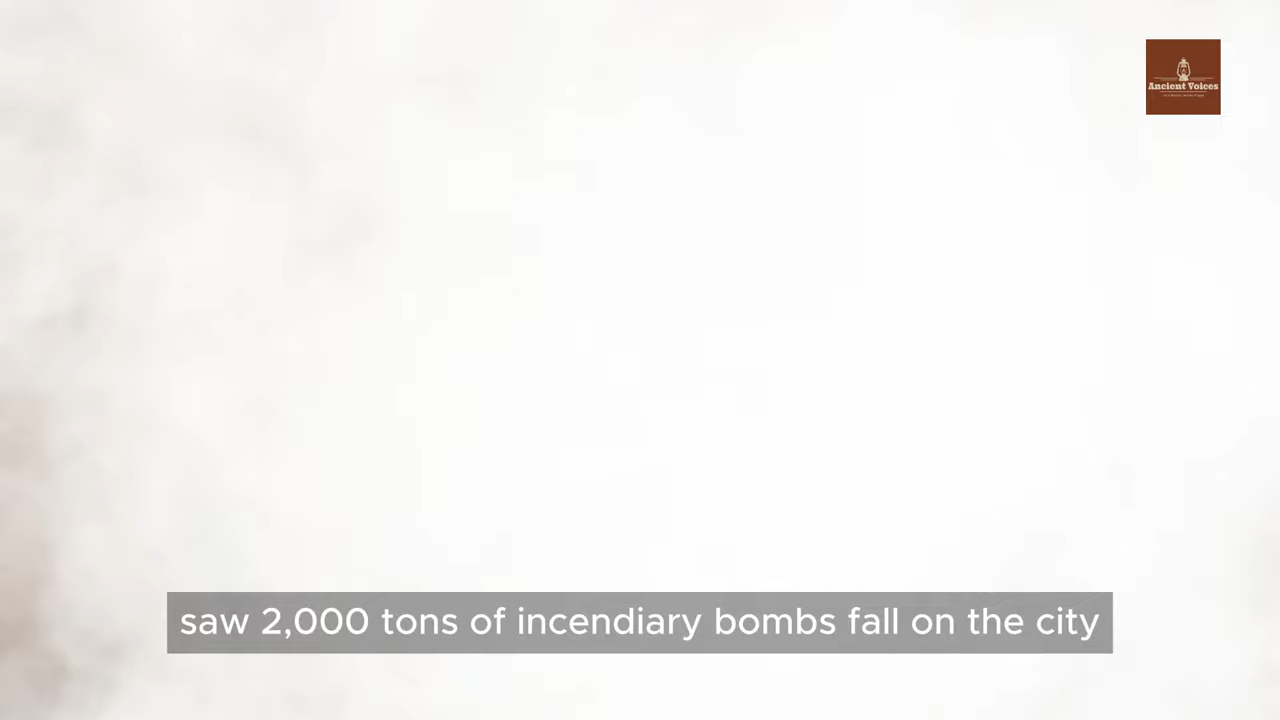 Ancient Voices
saw 2,000 tons of incendiary bombs fall on the city